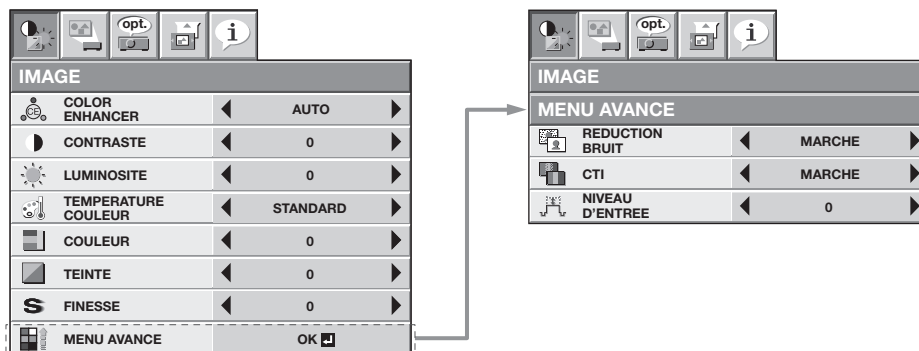 opt.
i
IMAGE
COLOR
ENHANCER
AUTO
CONTRASTE
0
LUMINOSITE
0
TEMPERATURE
COULEUR
STANDARD
COULEUR
0
TEINTE
0
S FINESSE
0
MENU AVANCE
OK
opt.
i
IMAGE
MENU AVANCE
REDUCTION
BRUIT
MARCHE
CTI
MARCHE
NIVEAU
D'ENTREE
0